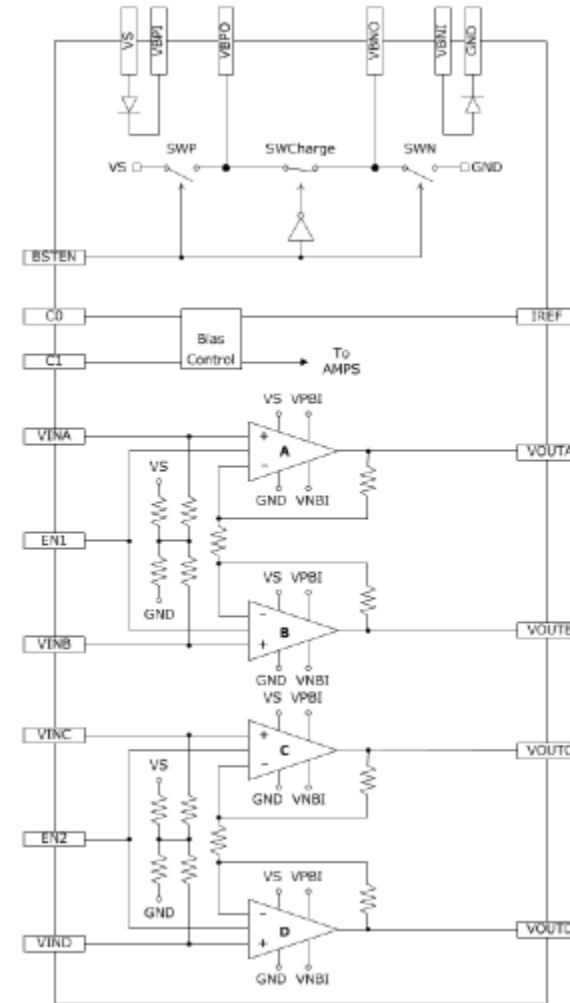 VS VBPI VBPO VBNO VBNI GND
SWP SWCharge SWN
VS GND
BSTEN
C0 IREF
Bias
Control
To
AMPS
C1
VS VPBI
VINA + A VOUTA
−
VS
GND VNBI
EN1
VS VPBI
GND
− B VOUTB
+
VINB
GND VNBI
VS VPBI
VINC + C VOUTC
−
VS
GND VNBI
EN2
VS VPBI
GND
− D VOUTD
+
VIND
GND VNBI